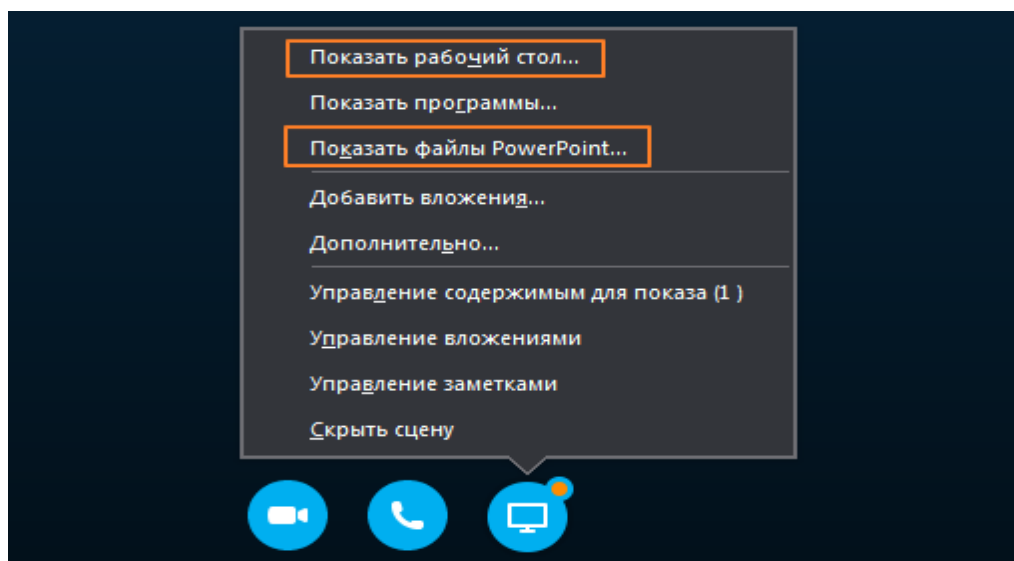 Показать рабочий стол...
Показать программы...
Показать файлы PowerPoint...
Добавить вложения...
Дополнительно...
Управление содержимым для показа (1 )
Управление вложениями
Управление заметками
Скрыть сцену